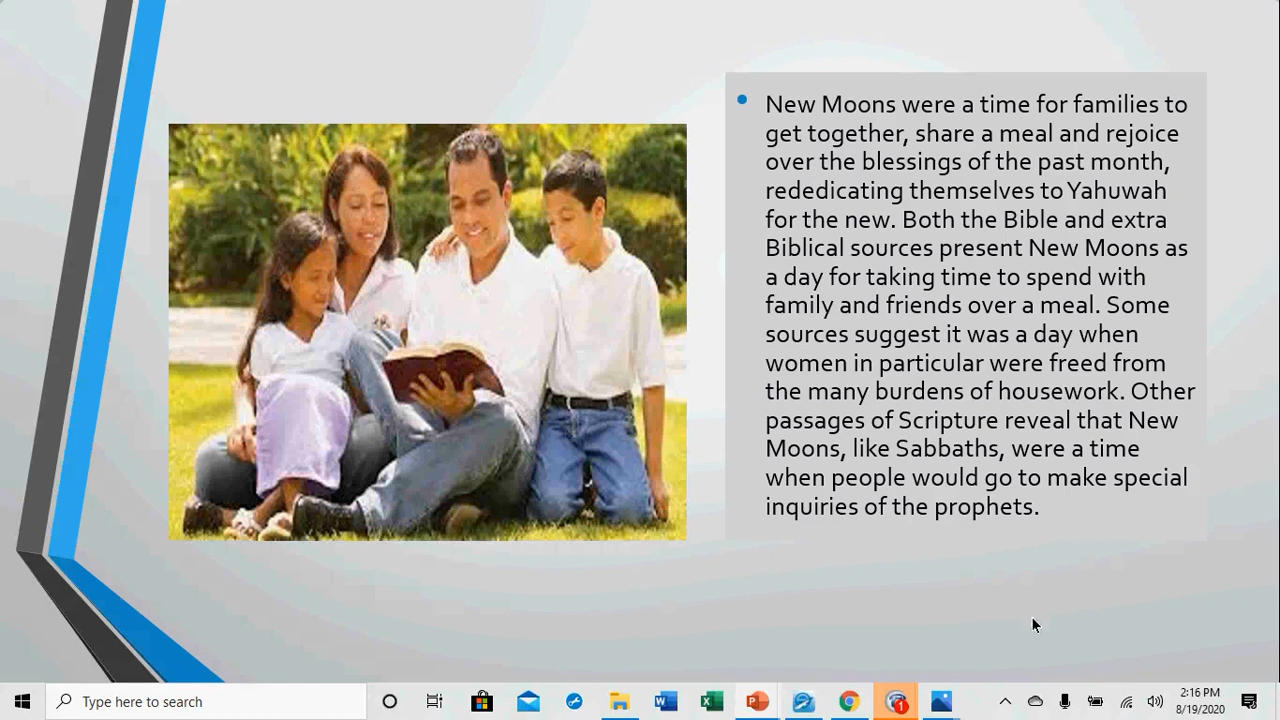 New Moons were a time for families to
get together, share a meal and rejoice
over the blessings of the past month,
rededicating themselves to Yahuwah
for the new. Both the Bible and extra
Biblical sources present New Moons as
a day for taking time to spend with
family and friends over a meal. Some
sources suggest it was a day when
women in particular were freed from
the many burdens of housework. Other
passages of Scripture reveal that New
Moons, like Sabbaths, were a time
when people would go to make special
inquiries of the prophets.
Type here to search
2:16 PM
8/19/2020